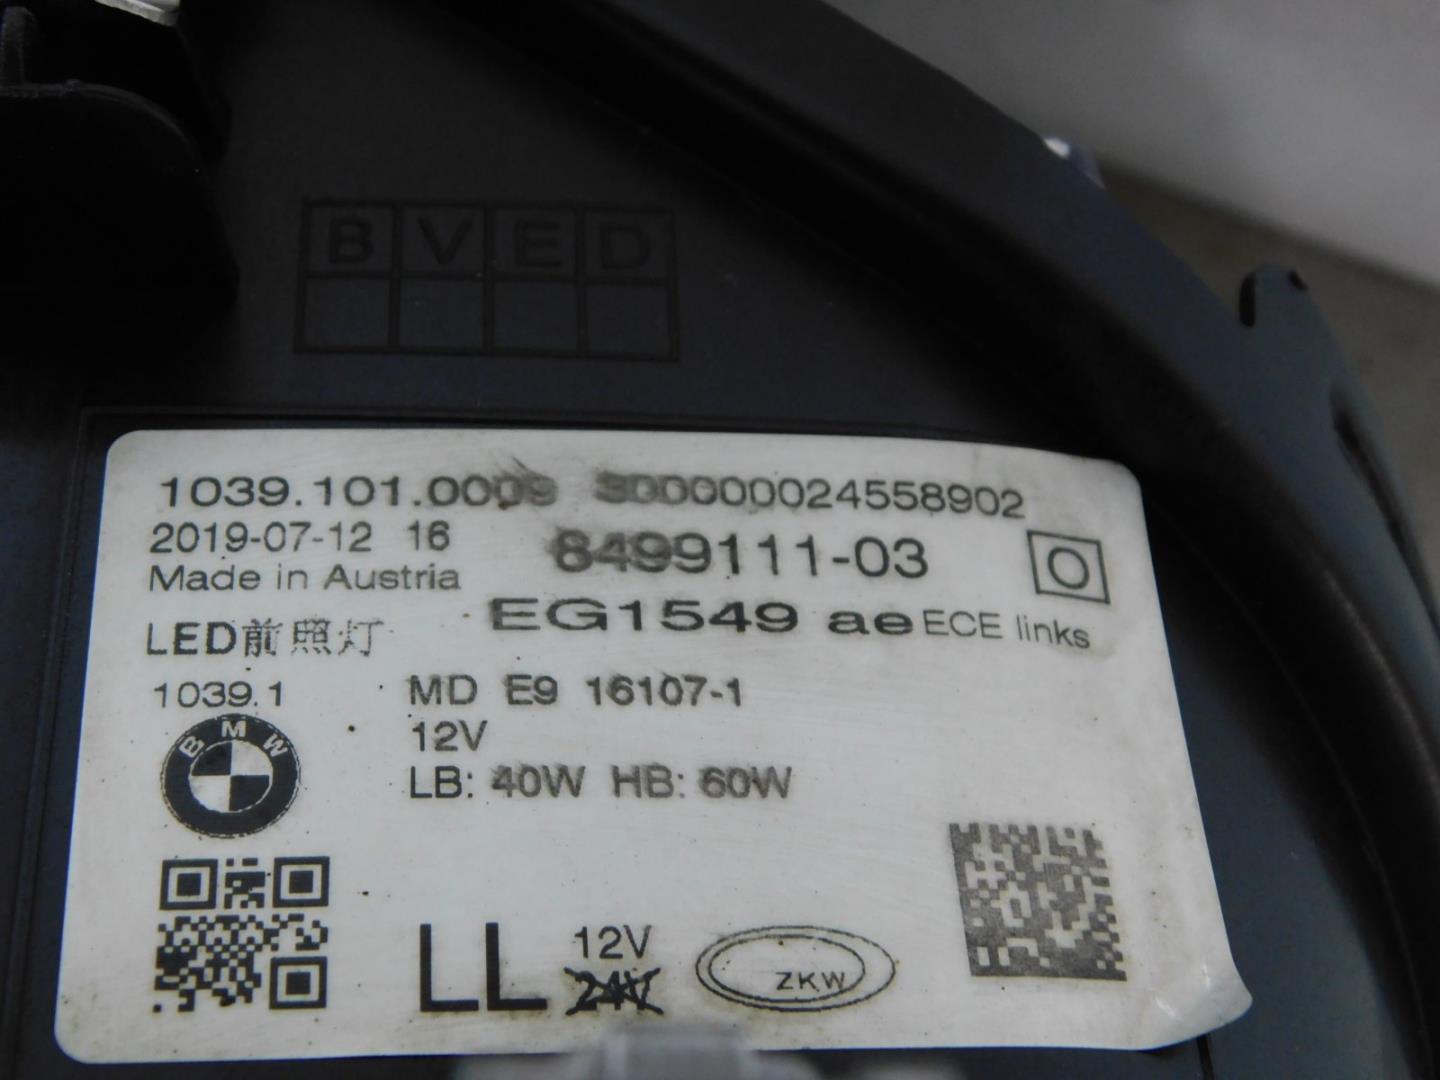 B V E D
1039.101.0009 3000000024558902
2019-07-12 16 8499111-03
Made in Austria
O
LED前照灯 EG1549 ae ECE links
1039.1 MD E9 16107-1
BMW
12V
LB: 40W HB: 60W
LL 12V
24V
ZKW